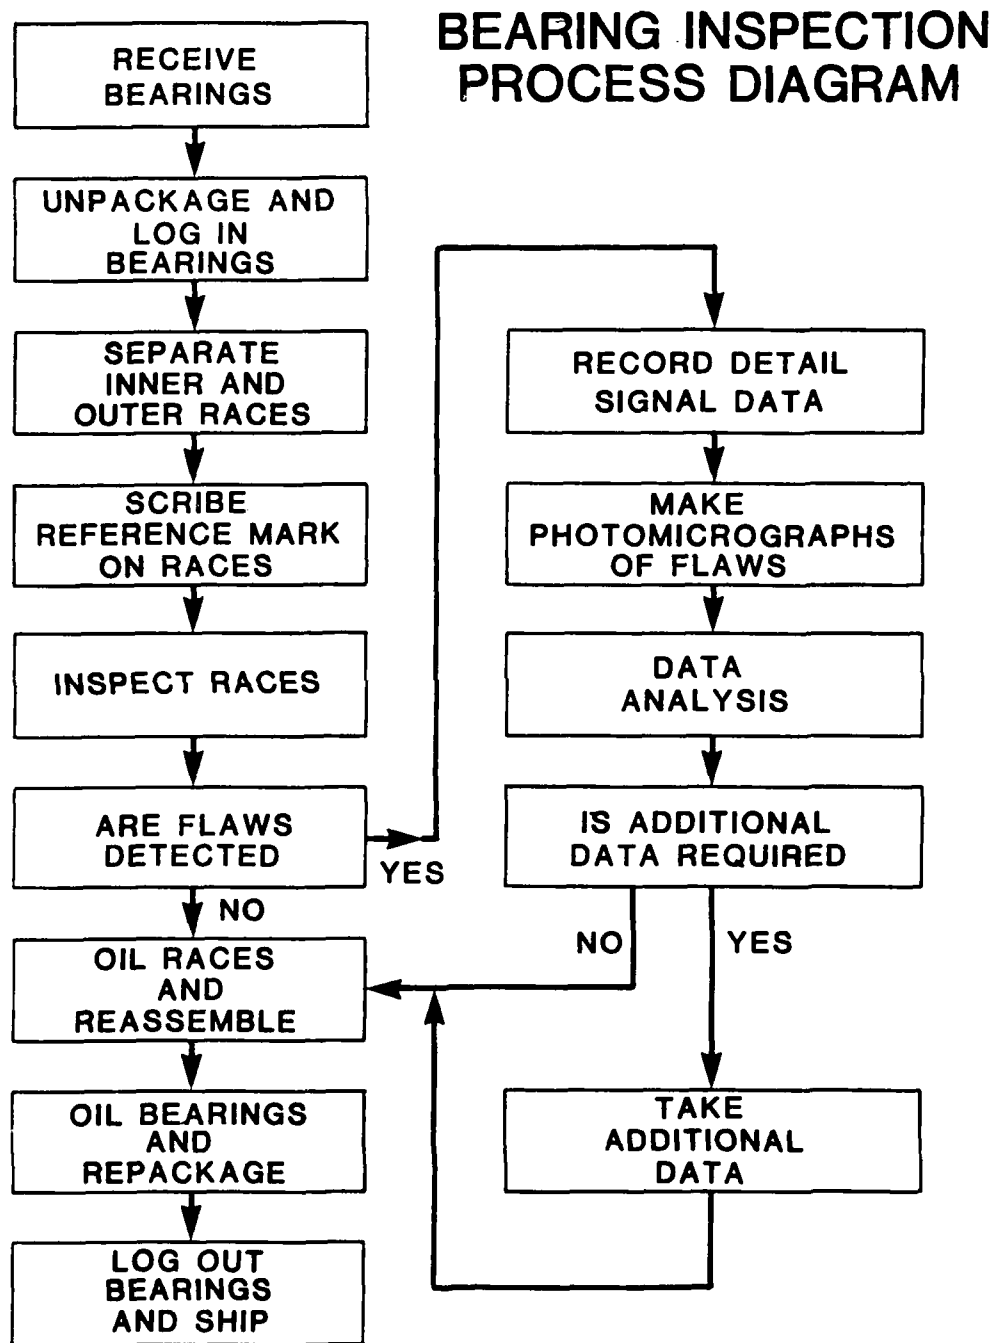 BEARING INSPECTION
PROCESS DIAGRAM
RECEIVE
BEARINGS
UNPACKAGE AND
LOG IN
BEARINGS
SEPARATE
INNER AND
OUTER RACES
SCRIBE
REFERENCE MARK
ON RACES
INSPECT RACES
ARE FLAWS
DETECTED
YES
NO
OIL RACES
AND
REASSEMBLE
OIL BEARINGS
AND
REPACKAGE
LOG OUT
BEARINGS
AND SHIP
RECORD DETAIL
SIGNAL DATA
MAKE
PHOTOMICROGRAPHS
OF FLAWS
DATA
ANALYSIS
IS ADDITIONAL
DATA REQUIRED
NO
YES
TAKE
ADDITIONAL
DATA